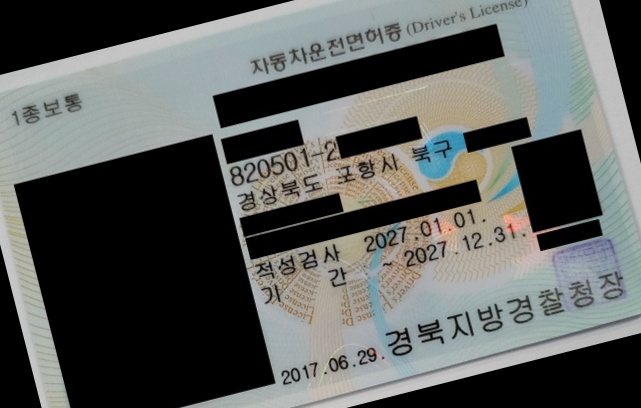 자동차운전면허증 (Driver's License)
1종보통
820501-2
경상북도 포항시 북구
적성검사 2027.01.01.
기 간 ~ 2027.12.31.
2017.06.29. 경북지방경찰청장